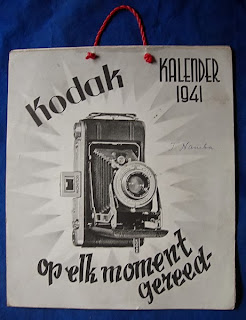 Kodak
KALENDER
1941
op elk moment
gereed-